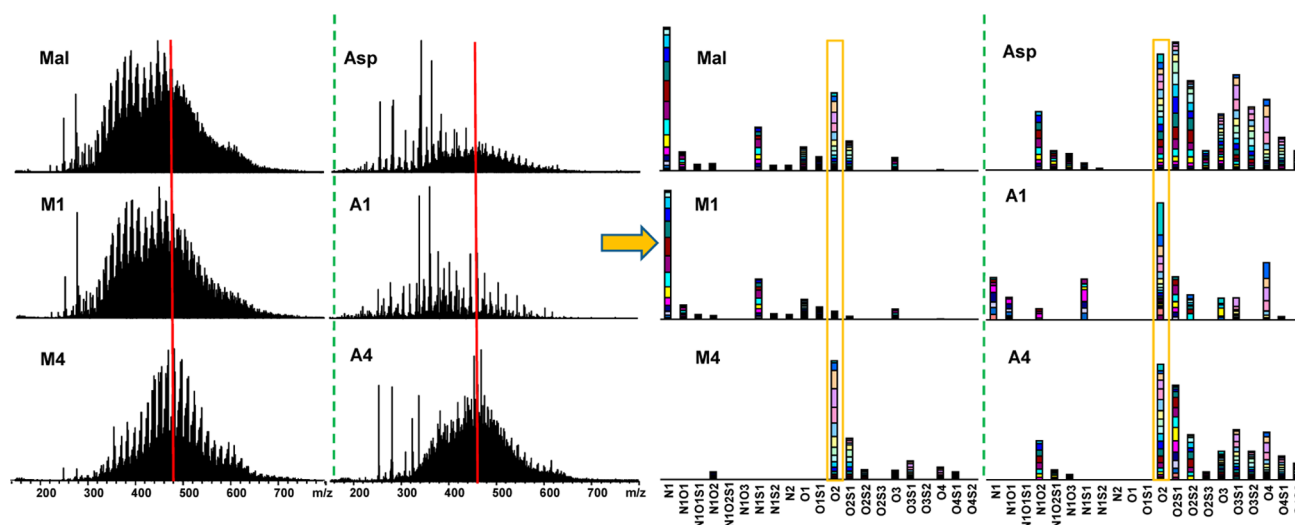 Mal
Asp
M1
A1
M4
A4
200 300 400 500 600 700 m/z
200 300 400 500 600 700 m/z
Mal
Asp
M1
A1
M4
A4
N1 N1O1 N1O1S1 N1O2 N1O2S1 N1O3 N1S1 N1S2 N2 O1 O1S1 O2 O2S1 O2S2 O2S3 O3 O3S1 O3S2 O4 O4S1 O4S2
N1 N1O1 N1O1S1 N1O2 N1O2S1 N1O3 N1S1 N1S2 N2 O1 O1S1 O2 O2S1 O2S2 O2S3 O3 O3S1 O3S2 O4 O4S1